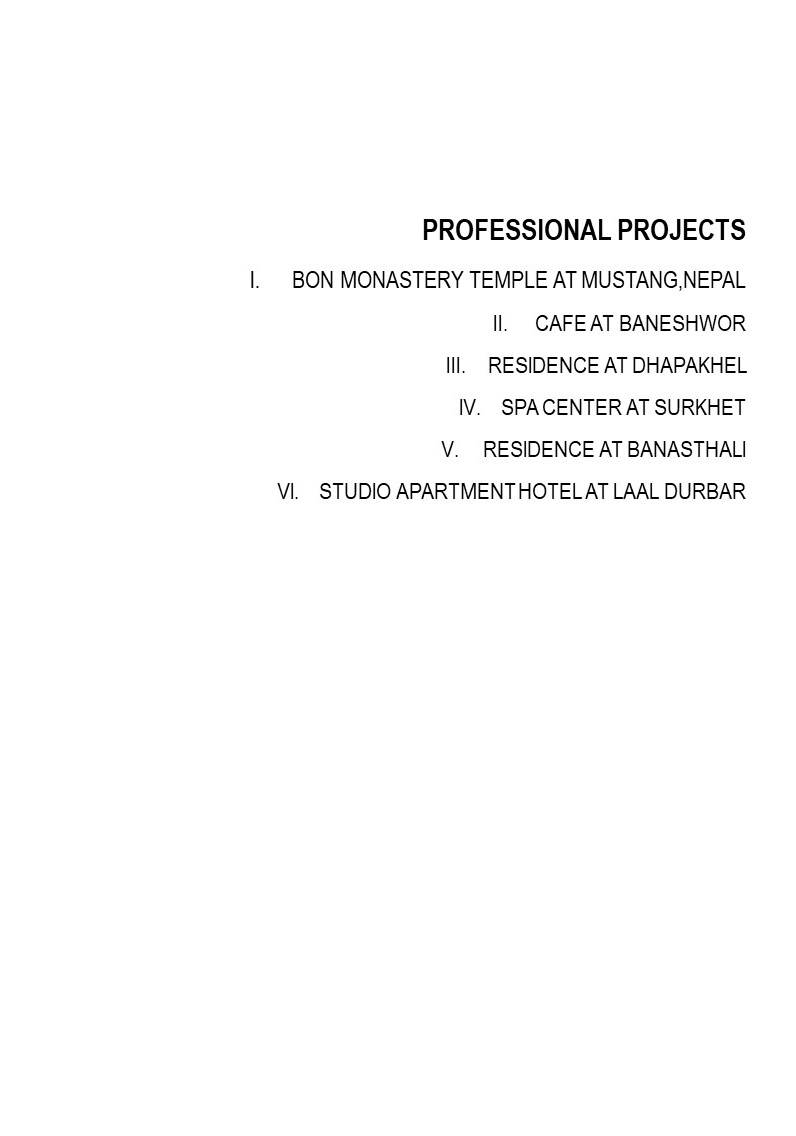 PROFESSIONAL PROJECTS
I. BON MONASTERY TEMPLE AT MUSTANG,NEPAL
II. CAFE AT BANESHWOR
III. RESIDENCE AT DHAPAKHEL
IV. SPA CENTER AT SURKHET
V. RESIDENCE AT BANASTHALI
VI. STUDIO APARTMENT HOTEL AT LAAL DURBAR